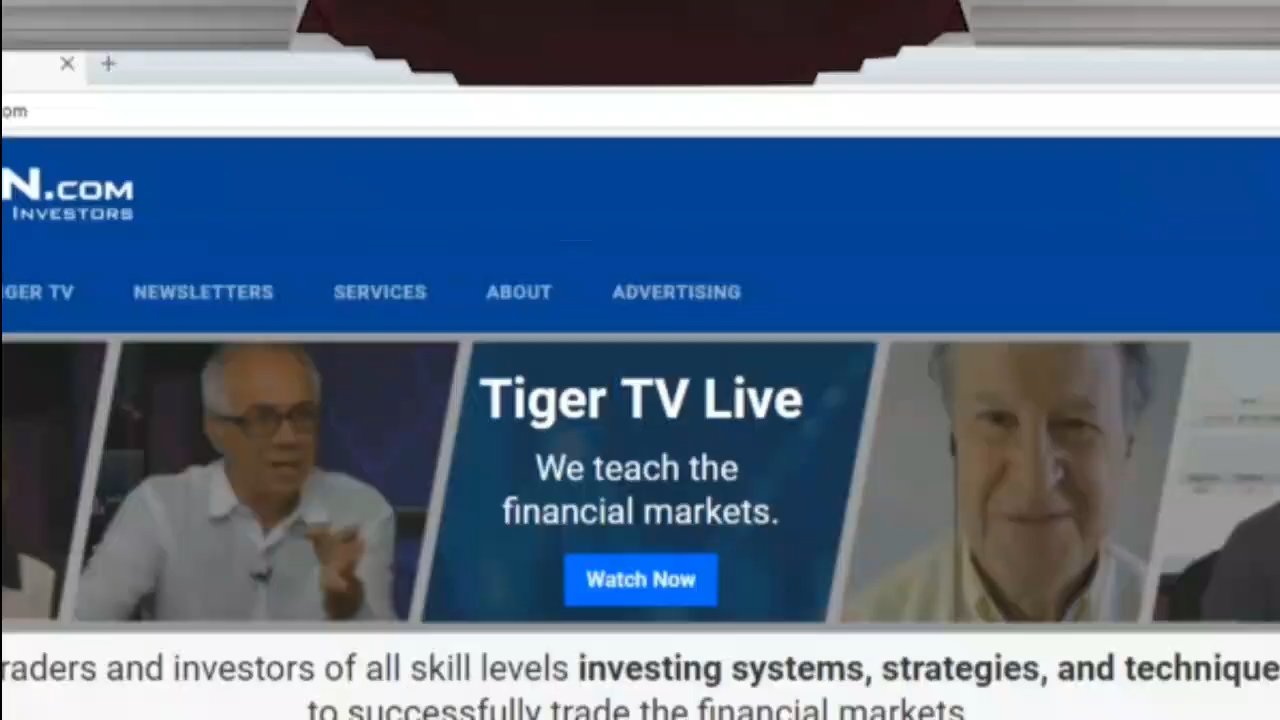 om
N.COM
INVESTORS
IGER TV NEWSLETTERS SERVICES ABOUT ADVERTISING
Tiger TV Live
We teach the
financial markets.
Watch Now
raders and investors of all skill levels investing systems, strategies, and technique
to successfully trade the financial markets